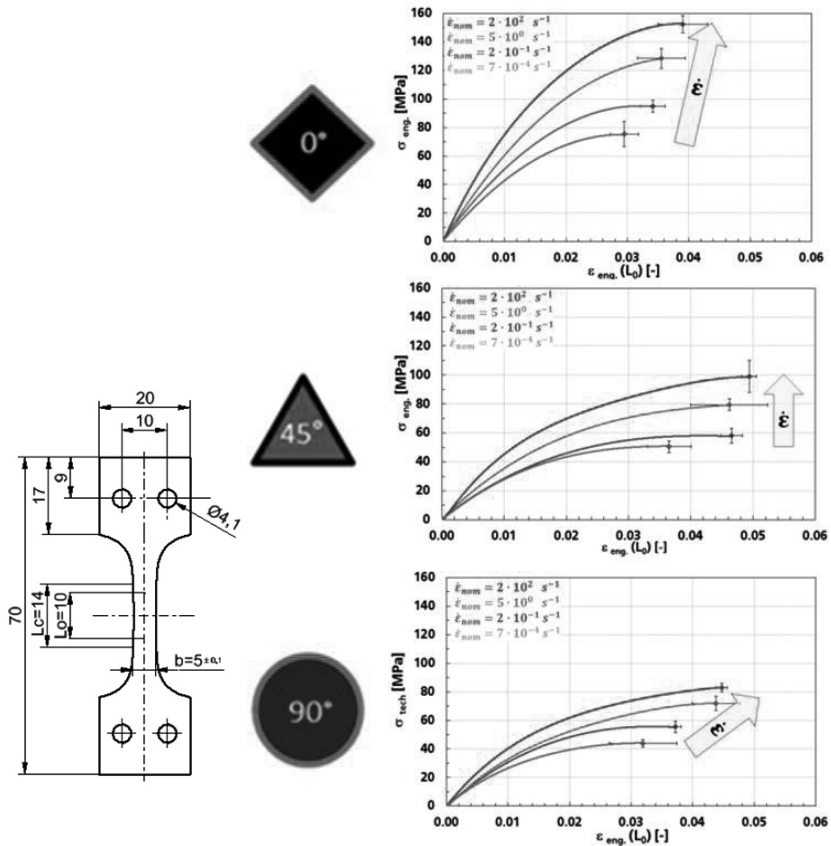 20
10
9
17
Ø4,1
70
Lc=14
Lo=10
b=5±0,1
0°
45°
90°
σ eng. [MPa]
160
140
120
100
80
60
40
20
0
ε̇nom = 2 · 10² s⁻¹
ε̇nom = 5 · 10⁰ s⁻¹
ε̇nom = 2 · 10⁻¹ s⁻¹
ε̇nom = 7 · 10⁻⁴ s⁻¹
ε̇
0.00 0.01 0.02 0.03 0.04 0.05 0.06
ε eng. (L₀) [-]
σ eng. [MPa]
160
140
120
100
80
60
40
20
0
ε̇nom = 2 · 10² s⁻¹
ε̇nom = 5 · 10⁰ s⁻¹
ε̇nom = 2 · 10⁻¹ s⁻¹
ε̇nom = 7 · 10⁻⁴ s⁻¹
ε̇
0.00 0.01 0.02 0.03 0.04 0.05 0.06
ε eng. (L₀) [-]
σ tech [MPa]
160
140
120
100
80
60
40
20
0
ε̇nom = 2 · 10² s⁻¹
ε̇nom = 5 · 10⁰ s⁻¹
ε̇nom = 2 · 10⁻¹ s⁻¹
ε̇nom = 7 · 10⁻⁴ s⁻¹
ε̇
0.00 0.01 0.02 0.03 0.04 0.05 0.06
ε eng. (L₀) [-]